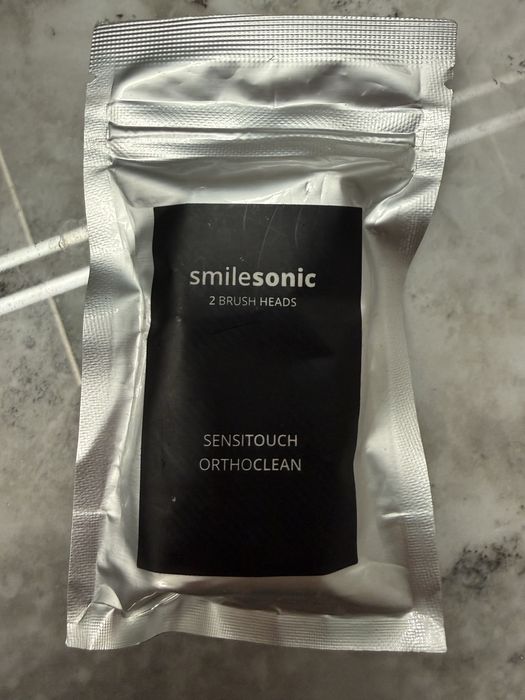 smilesonic
2 BRUSH HEADS
SENSITOUCH
ORTHOCLEAN